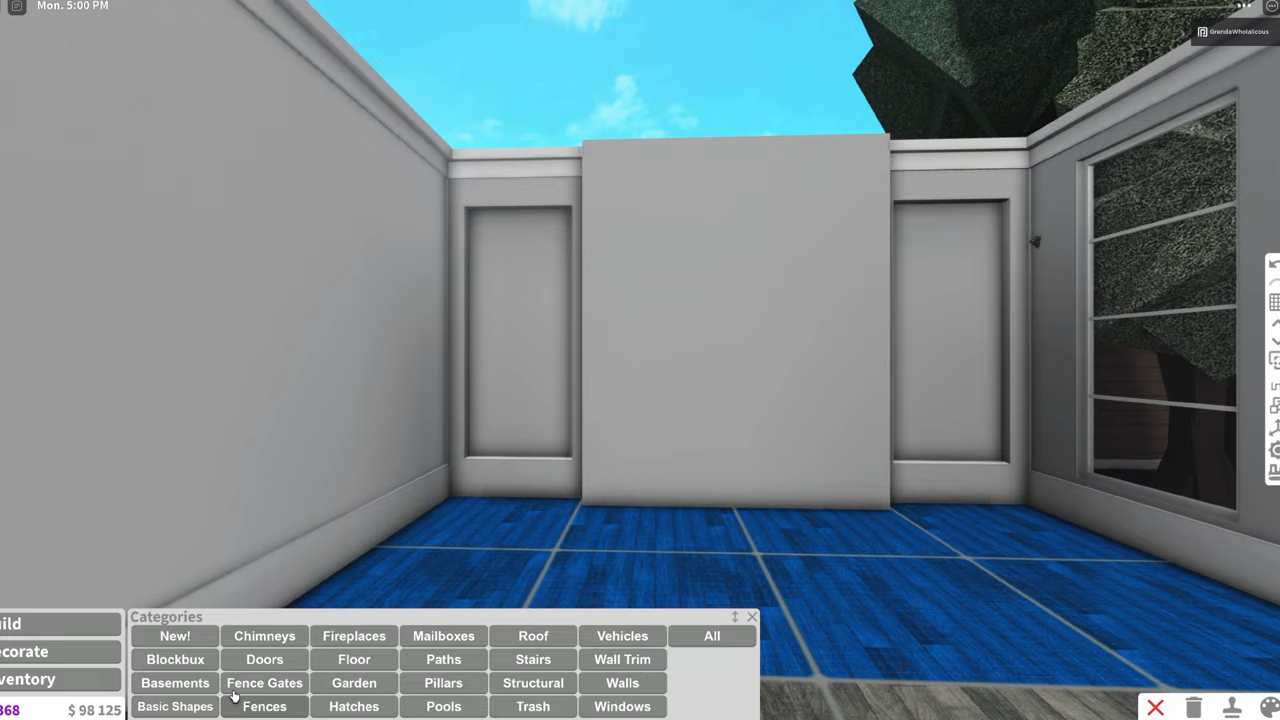 Mon. 5:00 PM
GrendaWholalicous
Categories
New! Chimneys Fireplaces Mailboxes Roof Vehicles All
Blockbux Doors Floor Paths Stairs Wall Trim
Basements Fence Gates Garden Pillars Structural Walls
Basic Shapes Fences Hatches Pools Trash Windows
ild
ecorate
ventory
368 $ 98 125